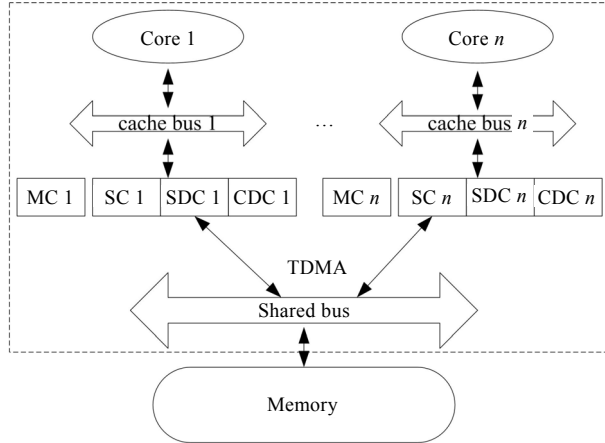 Core 1 Core n
cache bus 1 ... cache bus n
MC 1 SC 1 SDC 1 CDC 1 MC n SC n SDC n CDC n
TDMA
Shared bus
Memory